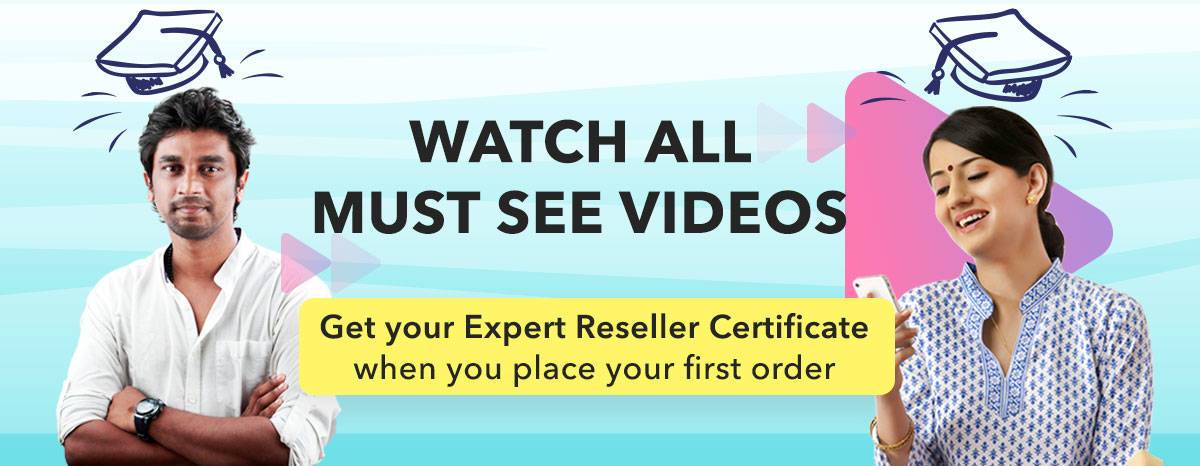 WATCH ALL
MUST SEE VIDEOS
Get your Expert Reseller Certificate
when you place your first order